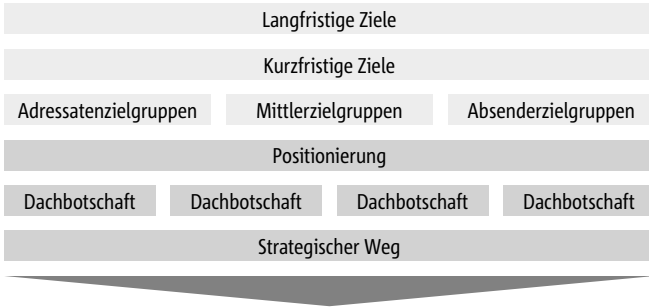 Langfristige Ziele
Kurzfristige Ziele
Adressatenzielgruppen Mittlerzielgruppen Absenderzielgruppen
Positionierung
Dachbotschaft Dachbotschaft Dachbotschaft Dachbotschaft
Strategischer Weg